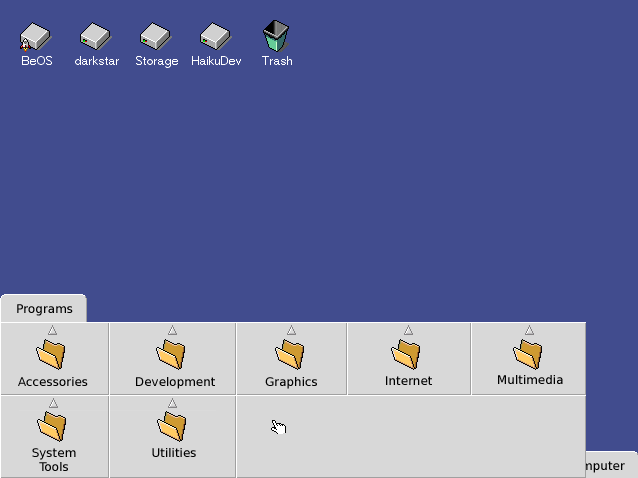 BeOS darkstar Storage HaikuDev Trash
Programs
Accessories Development Graphics Internet Multimedia
System Utilities
Tools
mputer